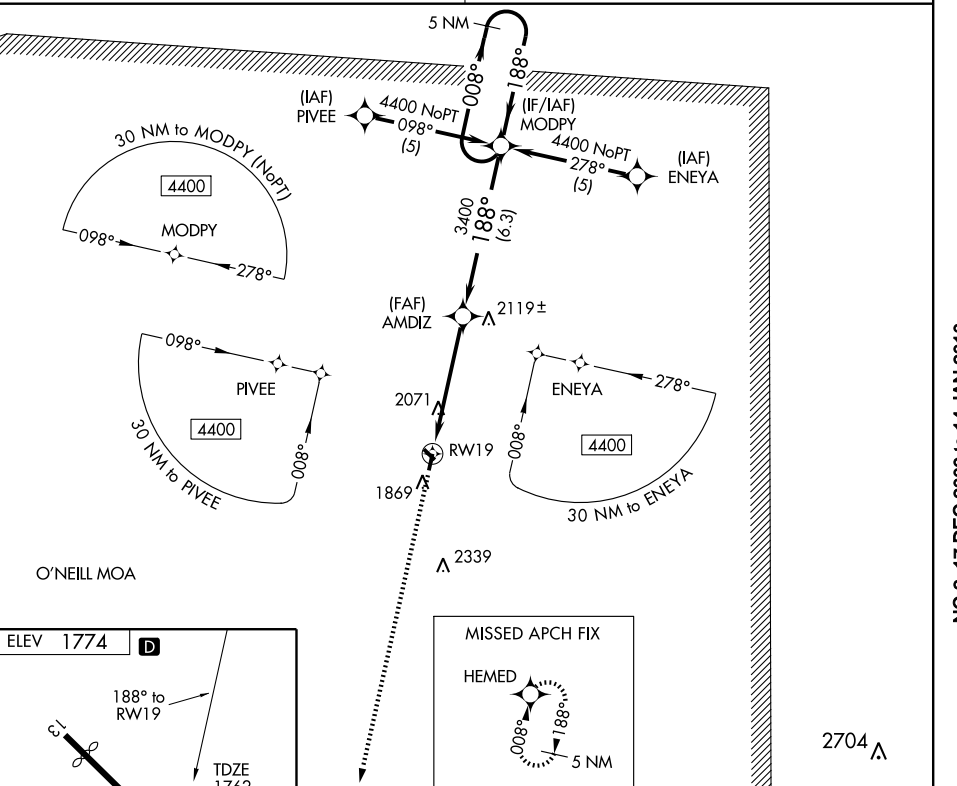 5 NM
008°
188°
(IAF)
PIVEE
4400 NoPT
098°
(5)
(IF/IAF)
MODPY
4400 NoPT
278°
(5)
(IAF)
ENEYA
30 NM to MODPY (NoPT)
4400
MODPY
098°
278°
3400
188°
(6.3)
(FAF)
AMDIZ
2119±
098°
PIVEE
4400
008°
30 NM to PIVEE
2071
RW19
1869
ENEYA
278°
008°
4400
30 NM to ENEYA
2339
O'NEILL MOA
ELEV 1774 D
188° to
RW19
13
TDZE
MISSED APCH FIX
HEMED
008°
188°
5 NM
2704